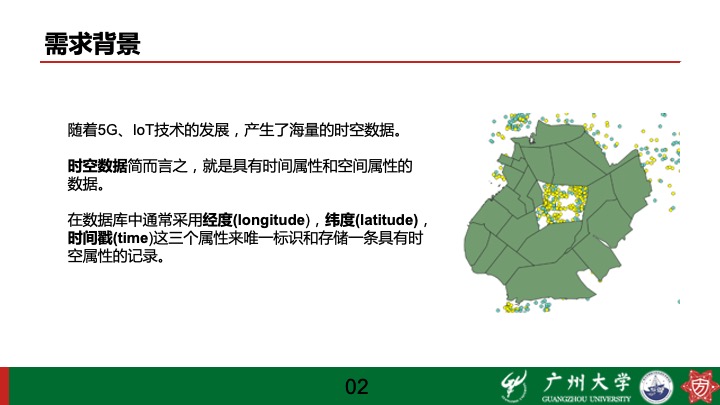 需求背景
随着5G、IoT技术的发展，产生了海量的时空数据。
时空数据简而言之，就是具有时间属性和空间属性的
数据。
在数据库中通常采用经度(longitude)，纬度(latitude)，
时间戳(time)这三个属性来唯一标识和存储一条具有时
空属性的记录。
02
广州大学
GUANGZHOU UNIVERSITY